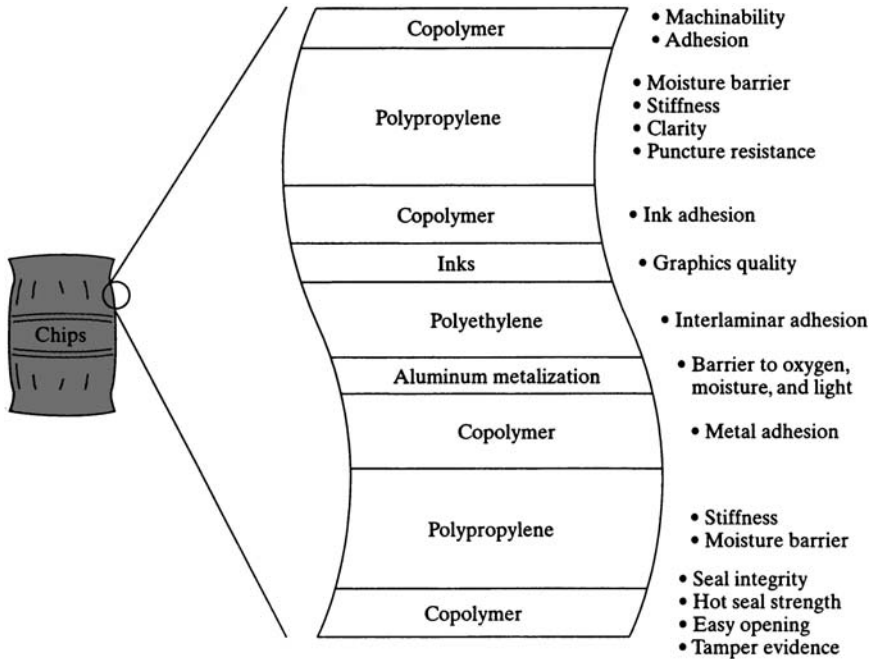 Chips
Copolymer
• Machinability
• Adhesion
Polypropylene
• Moisture barrier
• Stiffness
• Clarity
• Puncture resistance
Copolymer
• Ink adhesion
Inks
• Graphics quality
Polyethylene
• Interlaminar adhesion
Aluminum metalization
• Barrier to oxygen,
moisture, and light
Copolymer
• Metal adhesion
Polypropylene
• Stiffness
• Moisture barrier
Copolymer
• Seal integrity
• Hot seal strength
• Easy opening
• Tamper evidence